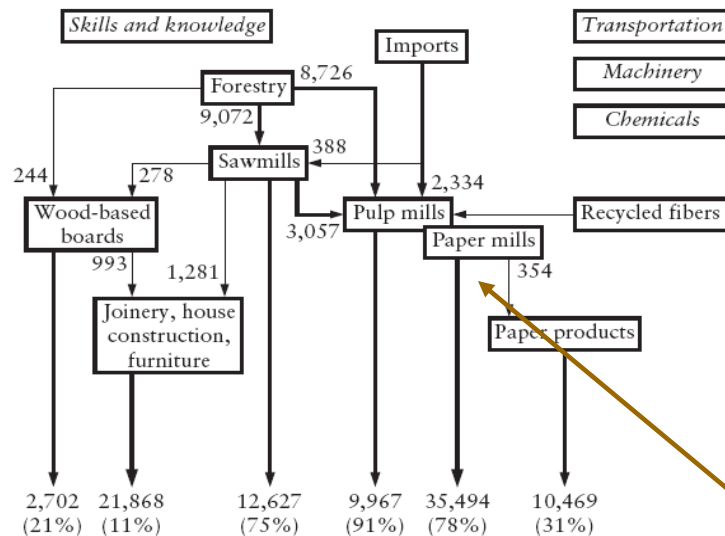 Skills and knowledge
Imports
Transportation
Machinery
Chemicals
8,726
Forestry
9,072
388
Sawmills
244
278
2,334
Wood-based
boards
3,057
Pulp mills
Recycled fibers
Paper mills
993
1,281
354
Joinery, house
construction,
furniture
Paper products
2,702
(21%)
21,868
(11%)
12,627
(75%)
9,967
(91%)
35,494
(78%)
10,469
(31%)